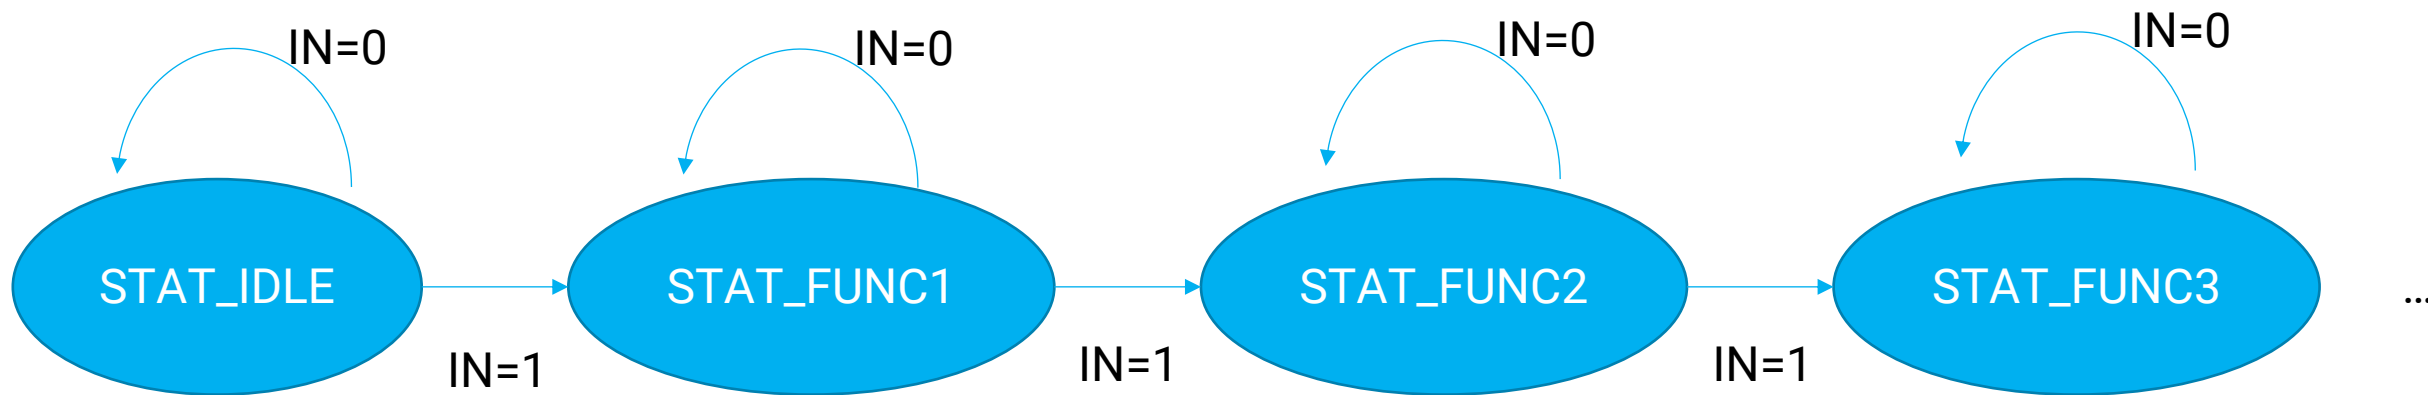 IN=0
IN=0
IN=0
IN=0
STAT_IDLE
STAT_FUNC1
STAT_FUNC2
STAT_FUNC3
...
IN=1
IN=1
IN=1